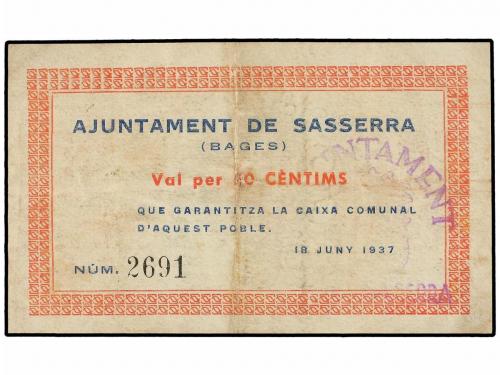 AJUNTAMENT DE SASSERRA
(BAGES)
Val per CÈNTIMS
QUE GARANTITZA LA CAIXA COMUNAL
D'AQUEST POBLE.
18 JUNY 1937
NÚM. 2691